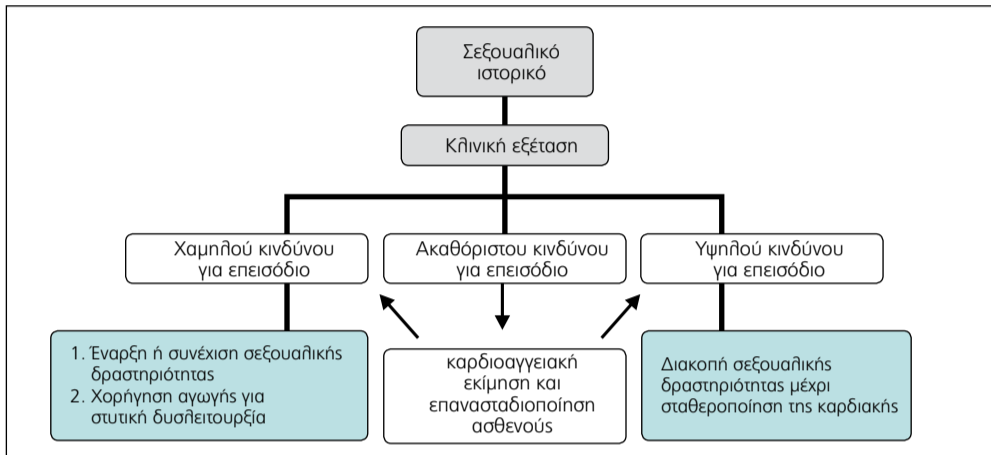 Σεξουαλικό
ιστορικό
Κλινική εξέταση
Χαμηλού κινδύνου
για επεισόδιο
Ακαθόριστου κινδύνου
για επεισόδιο
Υψηλού κινδύνου
για επεισόδιο
1. Έναρξη ή συνέχιση σεξουαλικής
δραστηριότητας
2. Χορήγηση αγωγής για
στυτική δυσλειτουρξία
καρδιοαγγειακή
εκίμηση και
επανασταδιοποίηση
ασθενούς
Διακοπή σεξουαλικής
δραστηριότητας μέχρι
σταθεροποίηση της καρδιακής